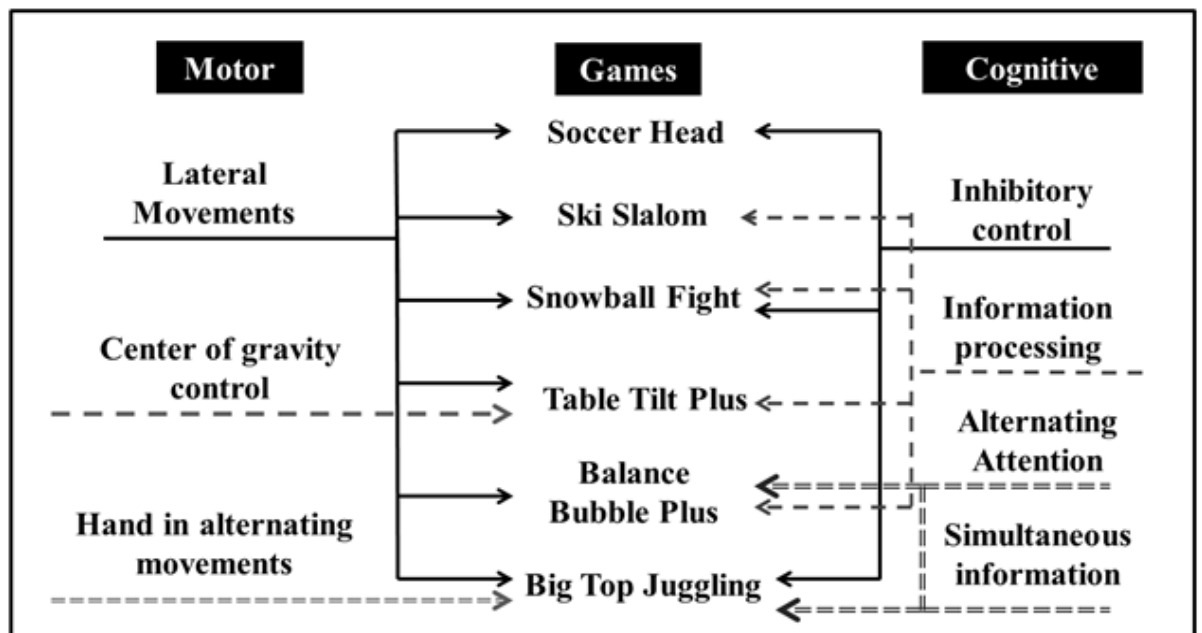 Motor
Games
Cognitive
Soccer Head
Lateral
Movements
Ski Slalom
Inhibitory
control
Snowball Fight
Center of gravity
control
Information
processing
Table Tilt Plus
Alternating
Attention
Balance
Bubble Plus
Hand in alternating
movements
Simultaneous
information
Big Top Juggling